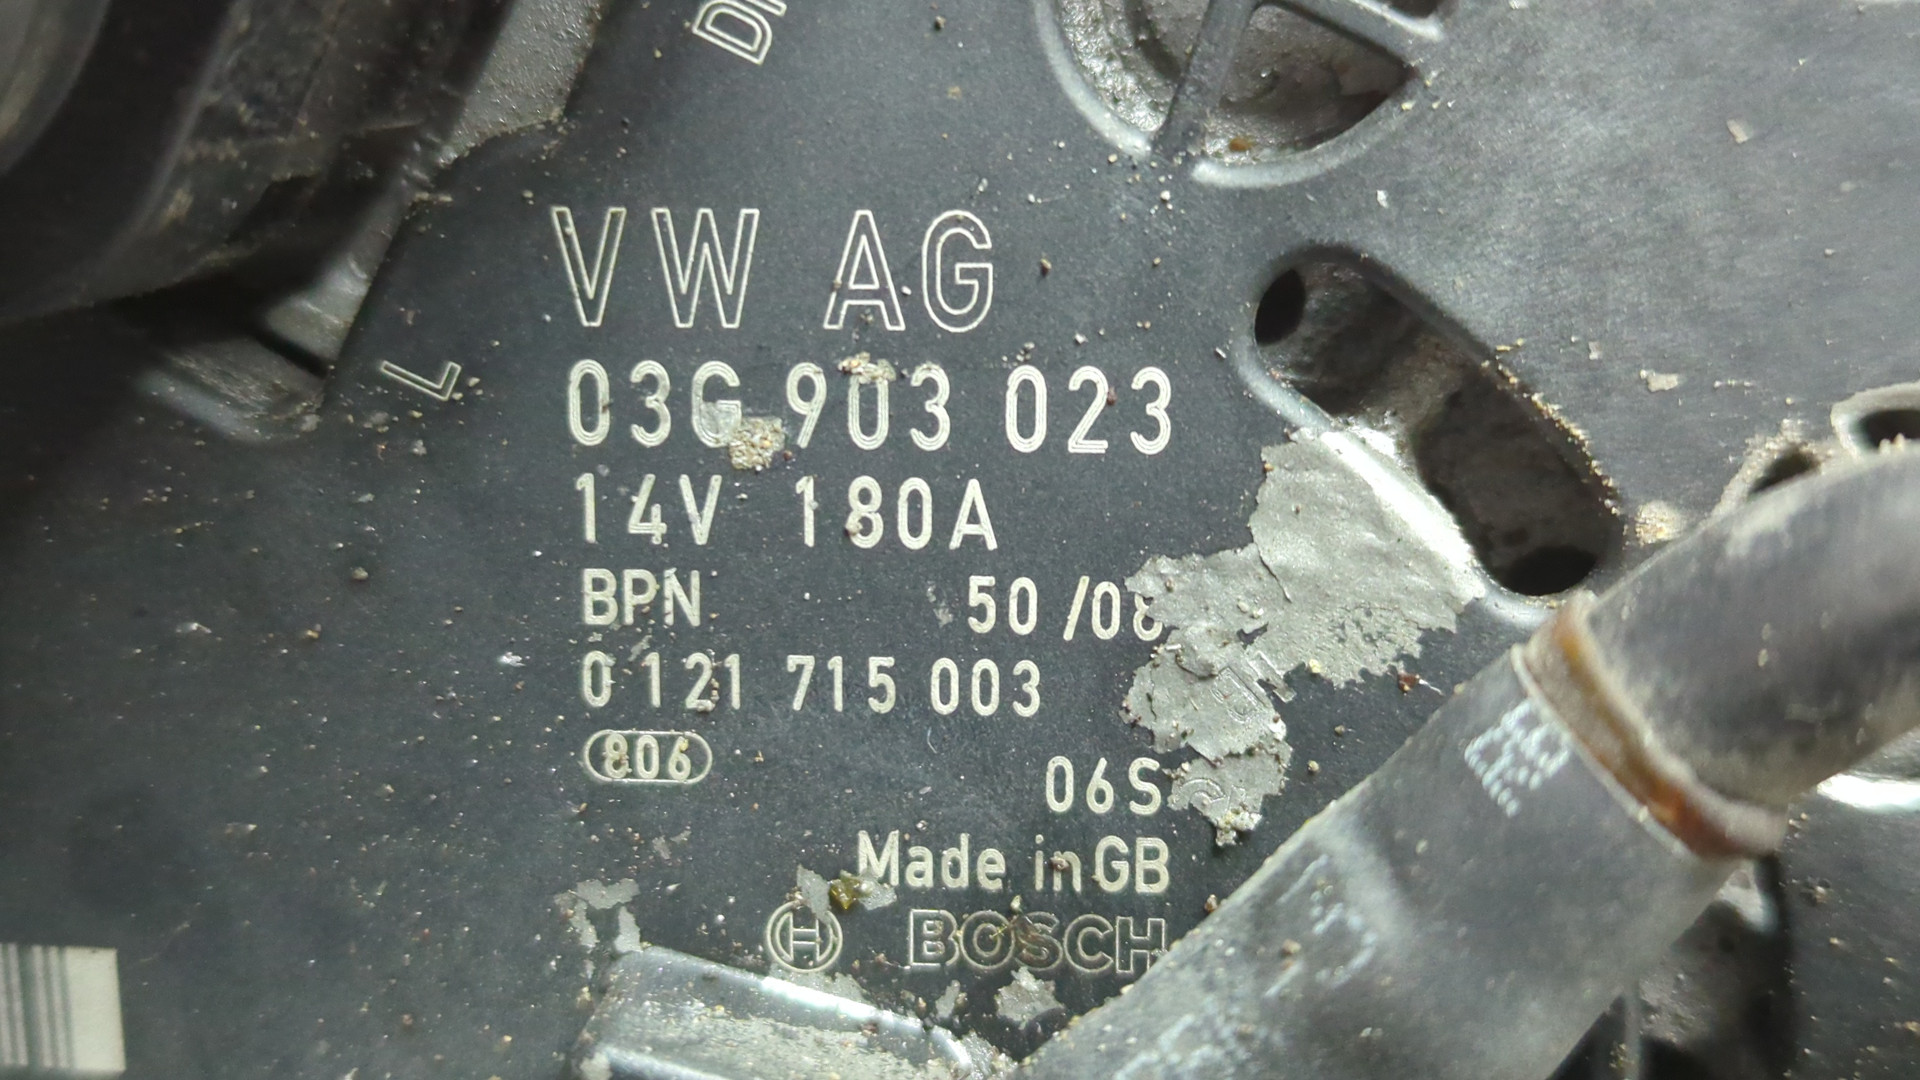 L
VW AG
03G 903 023
14V 180A
BPN 50/08
0 121 715 003
806
06S
Made in GB
BOSCH